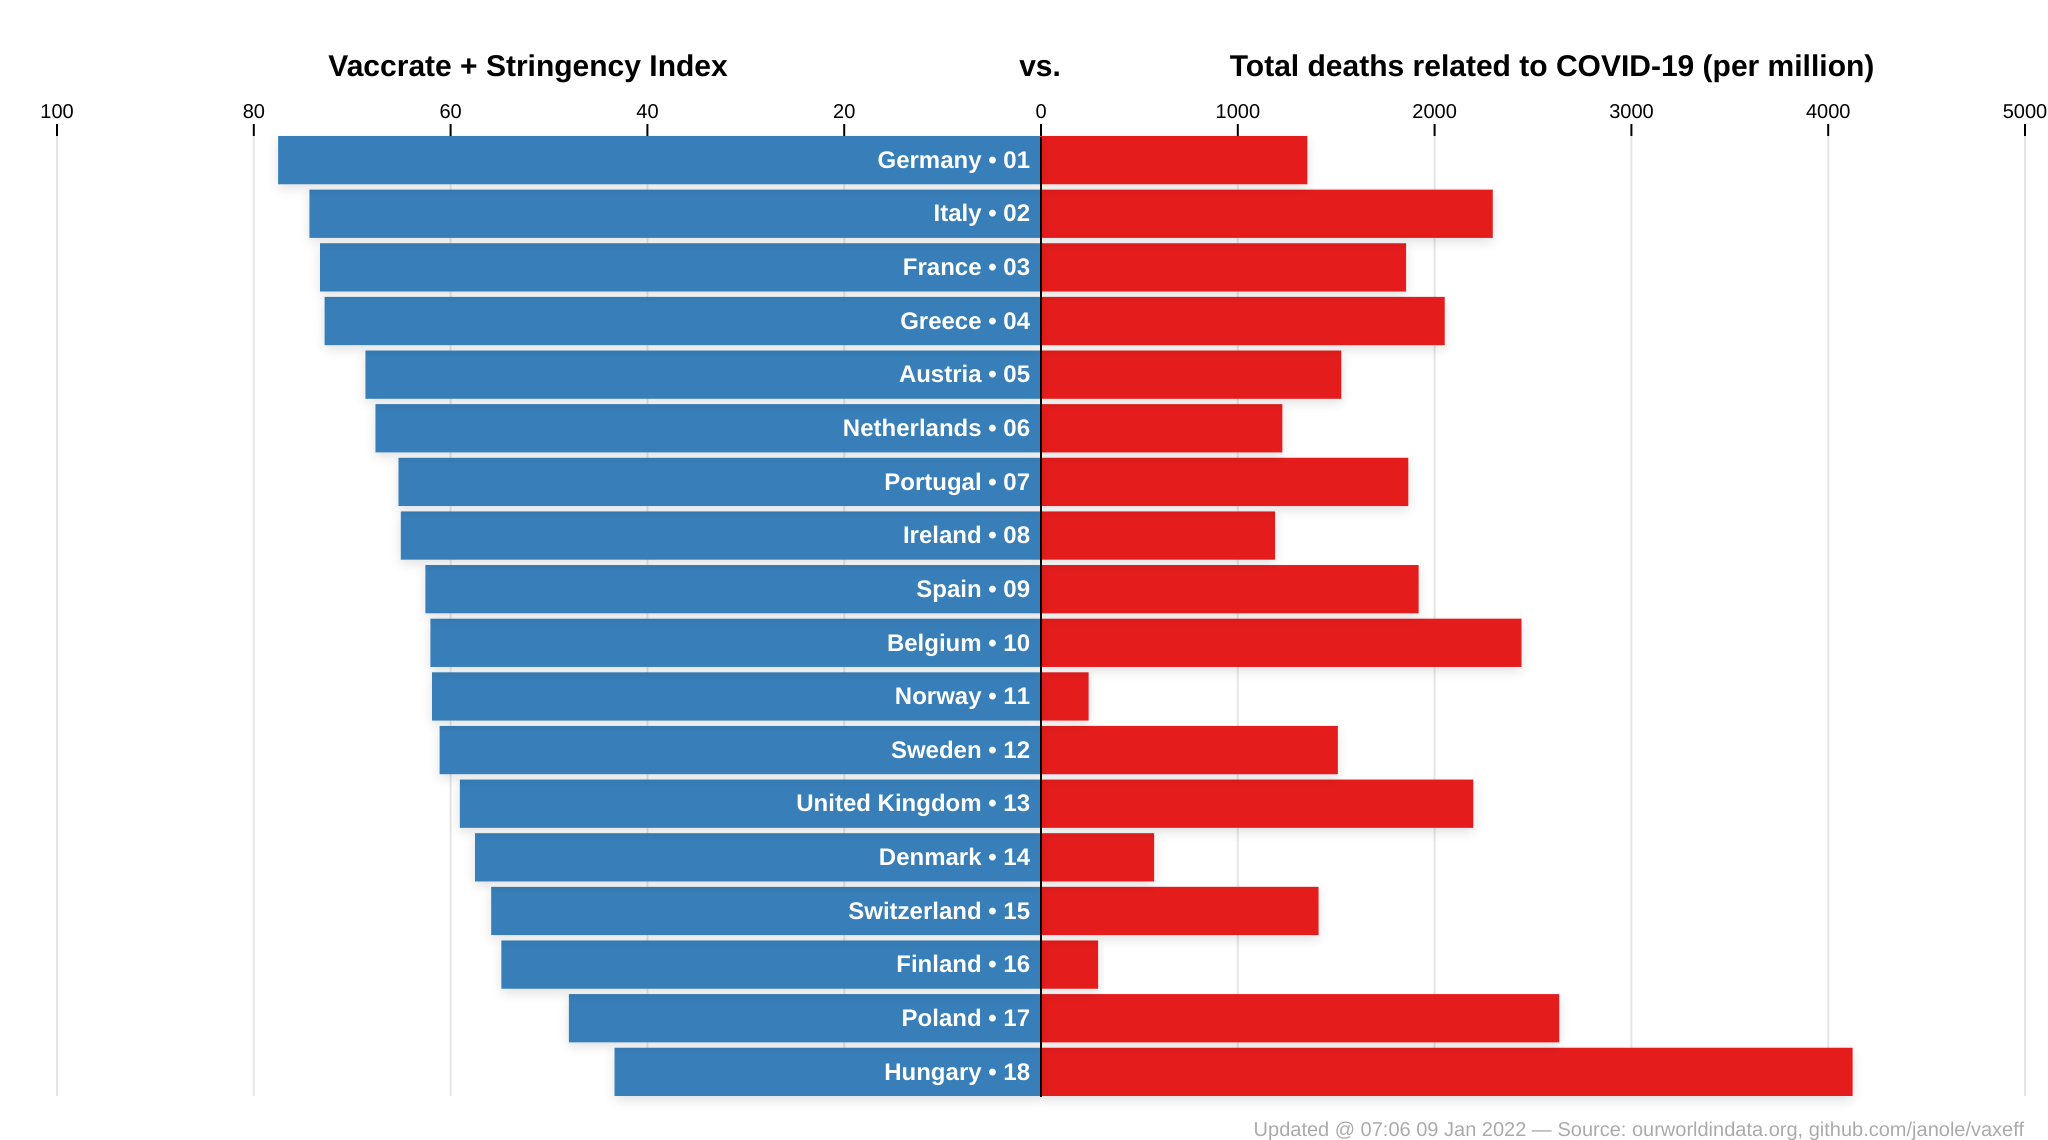 Vaccrate + Stringency Index vs. Total deaths related to COVID-19 (per million)
100 80 60 40 20 0 1000 2000 3000 4000 5000
Germany • 01
Italy • 02
France • 03
Greece • 04
Austria • 05
Netherlands • 06
Portugal • 07
Ireland • 08
Spain • 09
Belgium • 10
Norway • 11
Sweden • 12
United Kingdom • 13
Denmark • 14
Switzerland • 15
Finland • 16
Poland • 17
Hungary • 18
Updated @ 07:06 09 Jan 2022 — Source: ourworldindata.org, github.com/janole/vaxeff